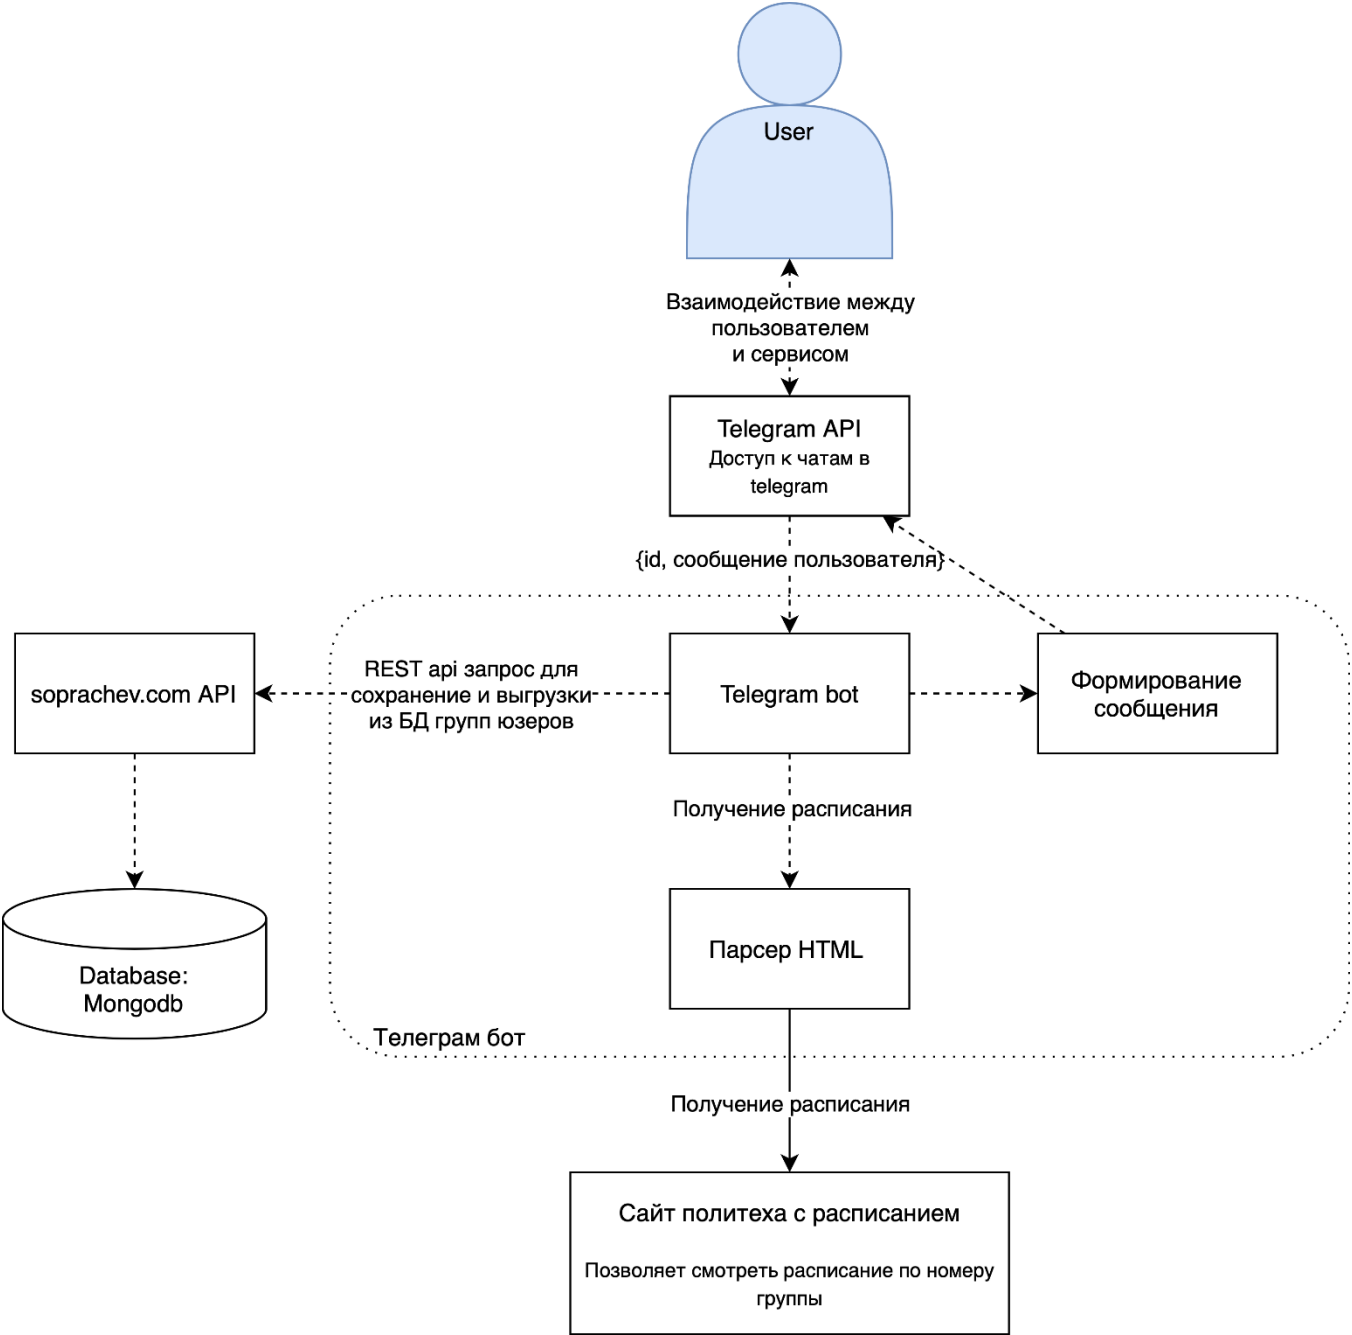 User
Взаимодействие между
пользователем
и сервисом
Telegram API
Доступ к чатам в
telegram
{id, сообщение пользователя}
soprachev.com API
REST api запрос для
сохранение и выгрузки
из БД групп юзеров
Telegram bot
Формирование
сообщения
Получение расписания
Парсер HTML
Database:
Mongodb
Телеграм бот
Получение расписания
Сайт политеха с расписанием
Позволяет смотреть расписание по номеру
группы